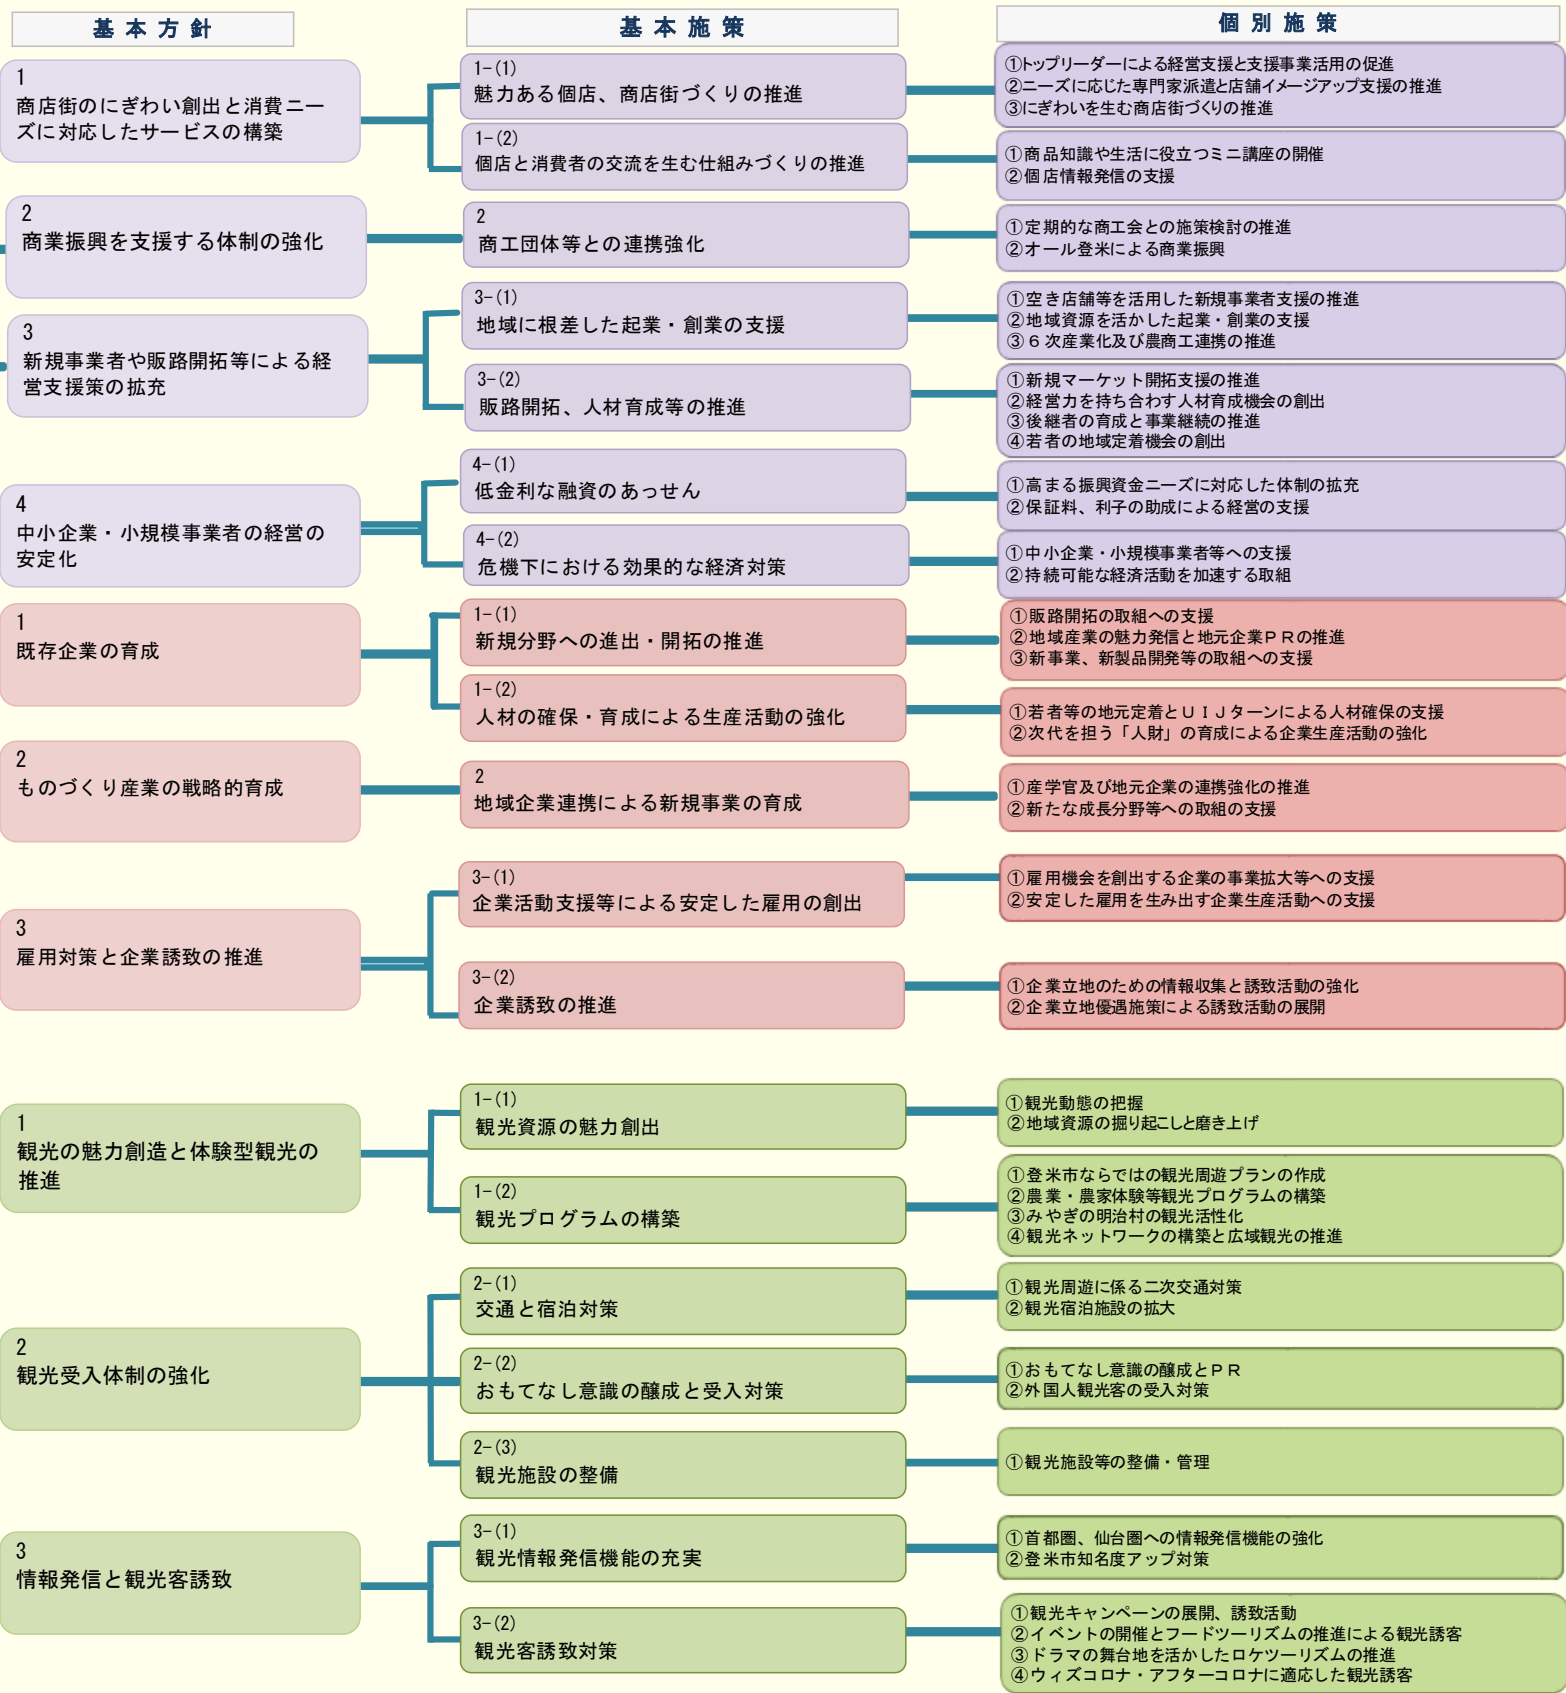 基本方針
基本施策
個別施策
1
商店街のにぎわい創出と消費ニー
ズに対応したサービスの構築
1-(1)
魅力ある個店、商店街づくりの推進
①トップリーダーによる経営支援と支援事業活用の促進
②ニーズに応じた専門家派遣と店舗イメージアップ支援の推進
③にぎわいを生む商店街づくりの推進
1-(2)
個店と消費者の交流を生む仕組みづくりの推進
①商品知識や生活に役立つミニ講座の開催
②個店情報発信の支援
2
商業振興を支援する体制の強化
2
商工団体等との連携強化
①定期的な商工会との施策検討の推進
②オール登米による商業振興
3
新規事業者や販路開拓等による経
営支援策の拡充
3-(1)
地域に根差した起業・創業の支援
①空き店舗等を活用した新規事業者支援の推進
②地域資源を活かした起業・創業の支援
③６次産業化及び農商工連携の推進
3-(2)
販路開拓、人材育成等の推進
①新規マーケット開拓支援の推進
②経営力を持ち合わす人材育成機会の創出
③後継者の育成と事業継続の推進
④若者の地域定着機会の創出
4
中小企業・小規模事業者の経営の
安定化
4-(1)
低金利な融資のあっせん
①高まる振興資金ニーズに対応した体制の拡充
②保証料、利子の助成による経営の支援
4-(2)
危機下における効果的な経済対策
①中小企業・小規模事業者等への支援
②持続可能な経済活動を加速する取組
1
既存企業の育成
1-(1)
新規分野への進出・開拓の推進
①販路開拓の取組への支援
②地域産業の魅力発信と地元企業ＰＲの推進
③新事業、新製品開発等の取組への支援
1-(2)
人材の確保・育成による生産活動の強化
①若者等の地元定着とＵＩＪターンによる人材確保の支援
②次代を担う「人財」の育成による企業生産活動の強化
2
ものづくり産業の戦略的育成
2
地域企業連携による新規事業の育成
①産学官及び地元企業の連携強化の推進
②新たな成長分野等への取組の支援
3
雇用対策と企業誘致の推進
3-(1)
企業活動支援等による安定した雇用の創出
①雇用機会を創出する企業の事業拡大等への支援
②安定した雇用を生み出す企業生産活動への支援
3-(2)
企業誘致の推進
①企業立地のための情報収集と誘致活動の強化
②企業立地優遇施策による誘致活動の展開
1
観光の魅力創造と体験型観光の
推進
1-(1)
観光資源の魅力創出
①観光動態の把握
②地域資源の掘り起こしと磨き上げ
1-(2)
観光プログラムの構築
①登米市ならではの観光周遊プランの作成
②農業・農家体験等観光プログラムの構築
③みやぎの明治村の観光活性化
④観光ネットワークの構築と広域観光の推進
2
観光受入体制の強化
2-(1)
交通と宿泊対策
①観光周遊に係る二次交通対策
②観光宿泊施設の拡大
2-(2)
おもてなし意識の醸成と受入対策
①おもてなし意識の醸成とＰＲ
②外国人観光客の受入対策
2-(3)
観光施設の整備
①観光施設等の整備・管理
3
情報発信と観光客誘致
3-(1)
観光情報発信機能の充実
①首都圏、仙台圏への情報発信機能の強化
②登米市知名度アップ対策
3-(2)
観光客誘致対策
①観光キャンペーンの展開、誘致活動
②イベントの開催とフードツーリズムの推進による観光誘客
③ドラマの舞台地を活かしたロケツーリズムの推進
④ウィズコロナ・アフターコロナに適応した観光誘客